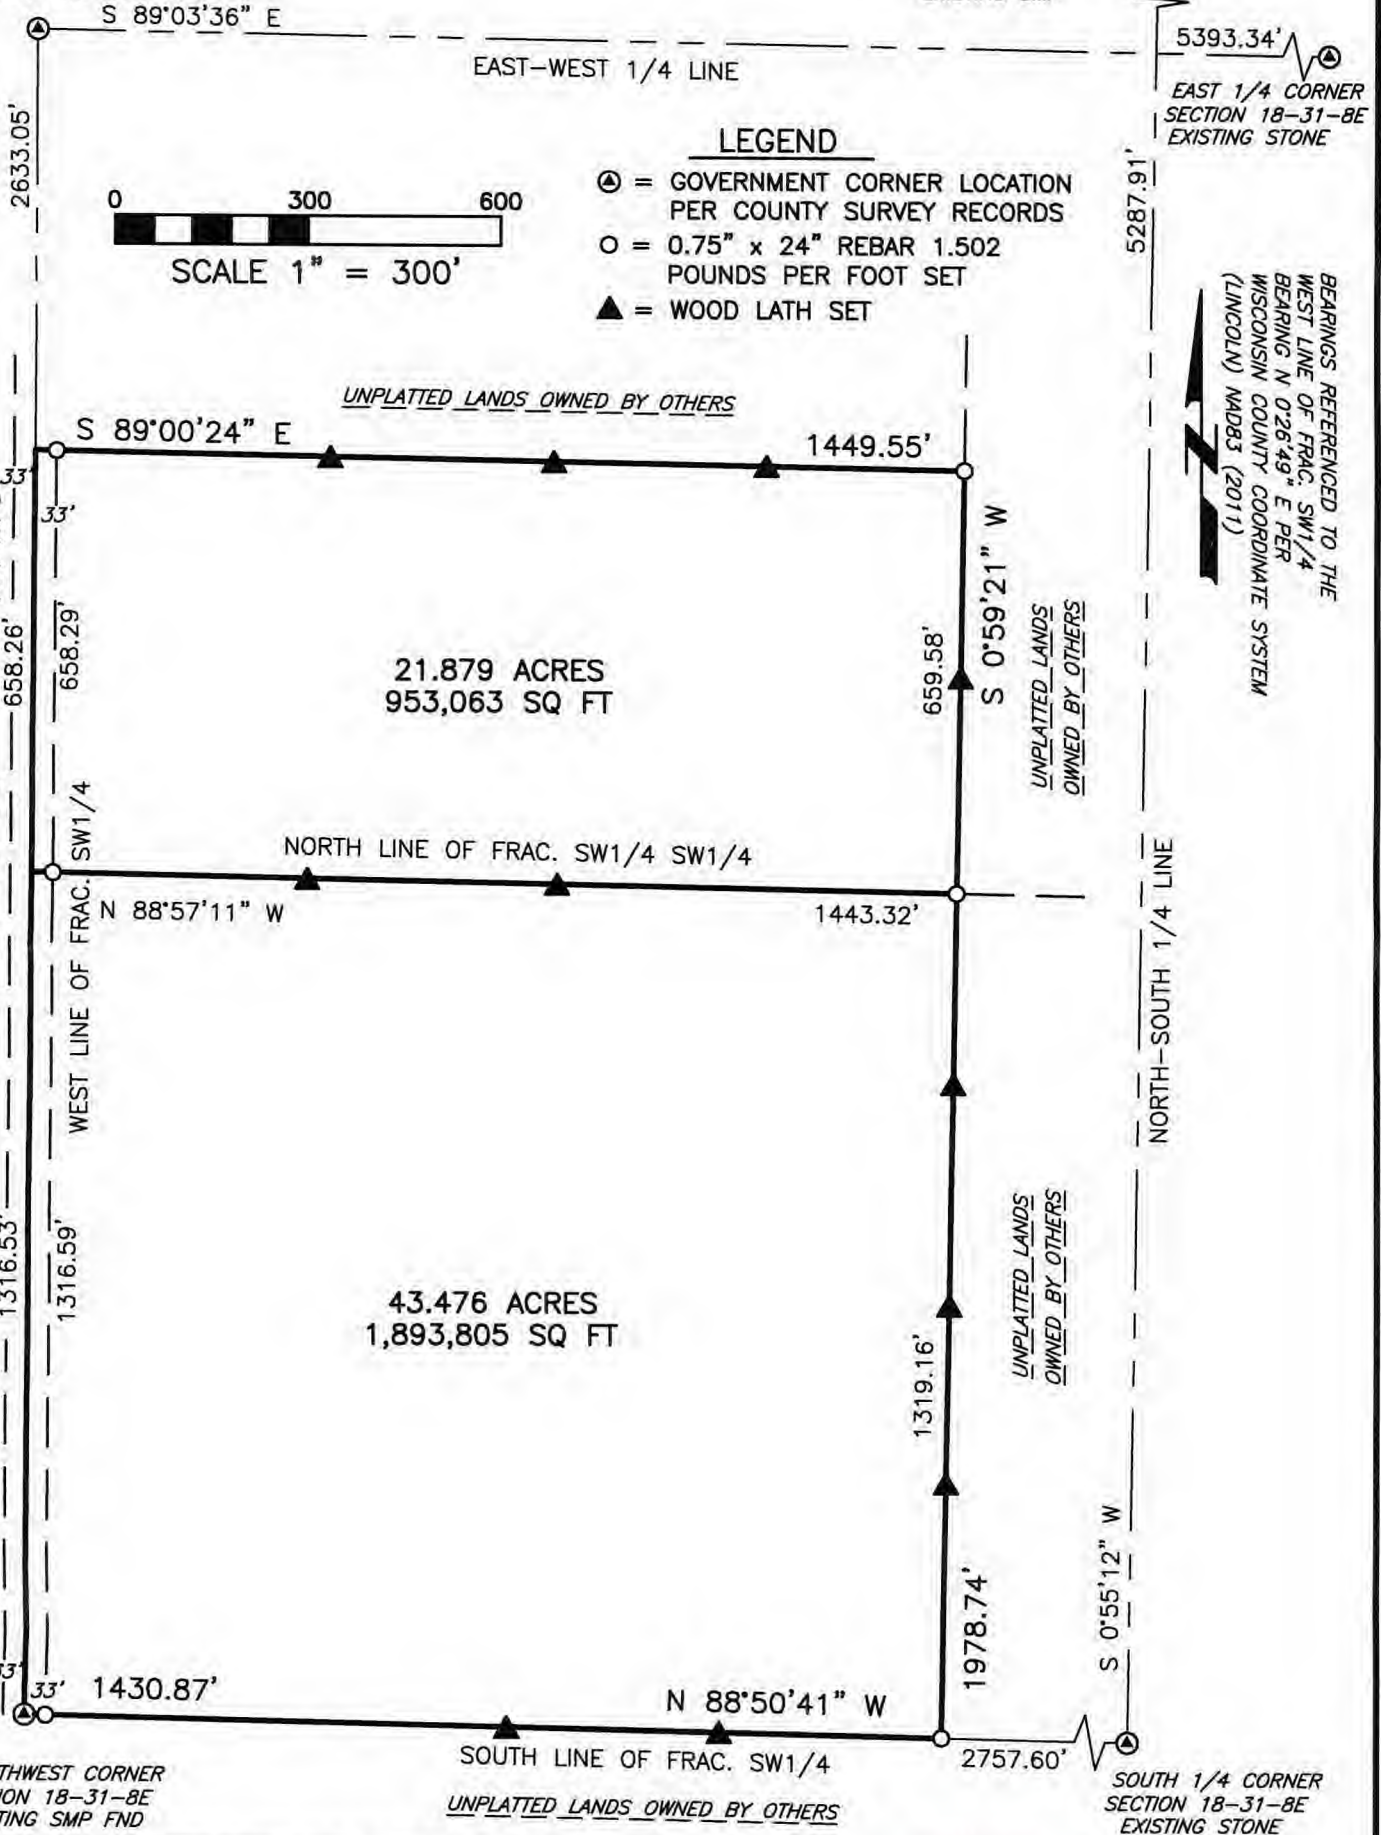 S 89°03'36" E
5393.34'
EAST-WEST 1/4 LINE
EAST 1/4 CORNER
SECTION 18-31-8E
EXISTING STONE
2633.05'
5287.91'
LEGEND
= GOVERNMENT CORNER LOCATION
PER COUNTY SURVEY RECORDS
= 0.75" x 24" REBAR 1.502
POUNDS PER FOOT SET
= WOOD LATH SET
0 300 600
SCALE 1" = 300'
BEARINGS REFERENCED TO THE
WEST LINE OF FRAC. SW1/4
BEARING N 0°26'49" E PER
WISCONSIN COUNTY COORDINATE SYSTEM
(LINCOLN) NAD83 (2011)
N
UNPLATTED LANDS OWNED BY OTHERS
S 89°00'24" E
1449.55'
33'
33'
658.26'
658.29'
21.879 ACRES
953,063 SQ FT
659.58'
S 0°59'21" W
UNPLATTED LANDS
OWNED BY OTHERS
WEST LINE OF FRAC. SW1/4
NORTH LINE OF FRAC. SW1/4 SW1/4
N 88°57'11" W
1443.32'
NORTH-SOUTH 1/4 LINE
1316.53'
1316.59'
43.476 ACRES
1,893,805 SQ FT
1319.16'
UNPLATTED LANDS
OWNED BY OTHERS
1978.74'
S 0°55'12" W
33'
1430.87'
N 88°50'41" W
SOUTH LINE OF FRAC. SW1/4
2757.60'
CORNER
18-31-8E
SMP FND
UNPLATTED LANDS OWNED BY OTHERS
SOUTH 1/4 CORNER
SECTION 18-31-8E
EXISTING STONE